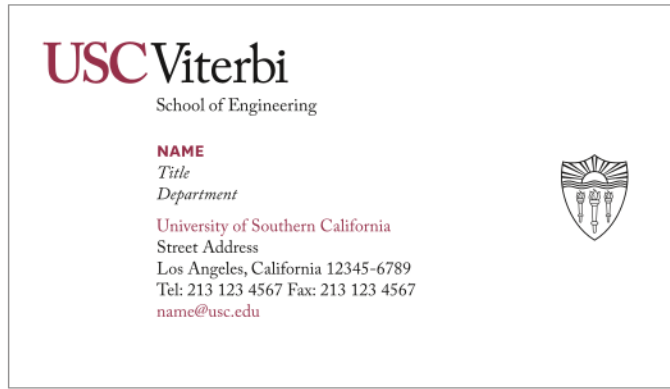 USC Viterbi
School of Engineering
NAME
Title
Department
University of Southern California
Street Address
Los Angeles, California 12345-6789
Tel: 213 123 4567 Fax: 213 123 4567
name@usc.edu